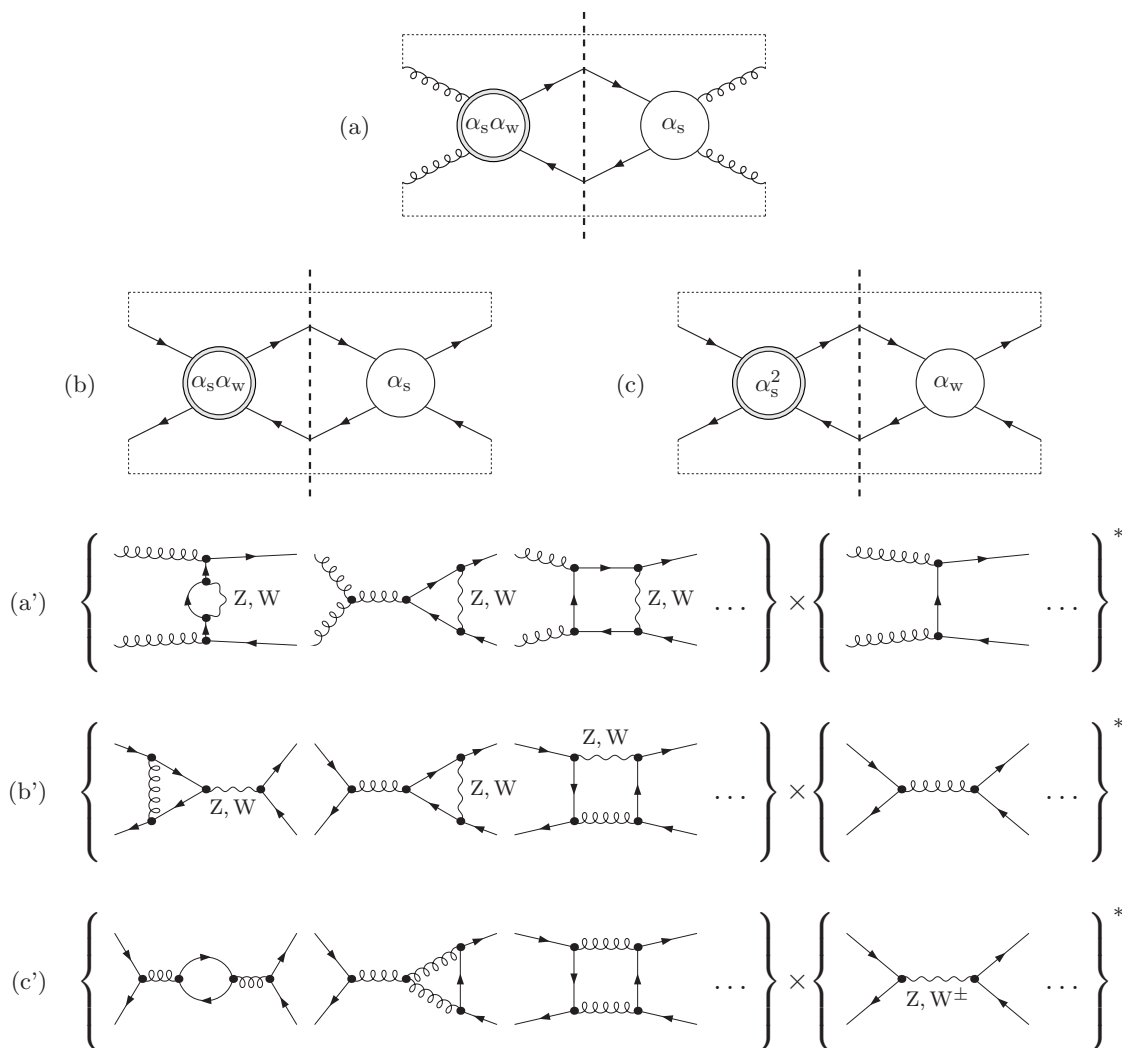 (a) αsαw αs
(b) αsαw αs (c) αs² αw
(a') { Z, W Z, W Z, W ... } × { ... }*
(b') { Z, W Z, W Z, W ... } × { ... }*
(c') { ... } × { Z, W± ... }*